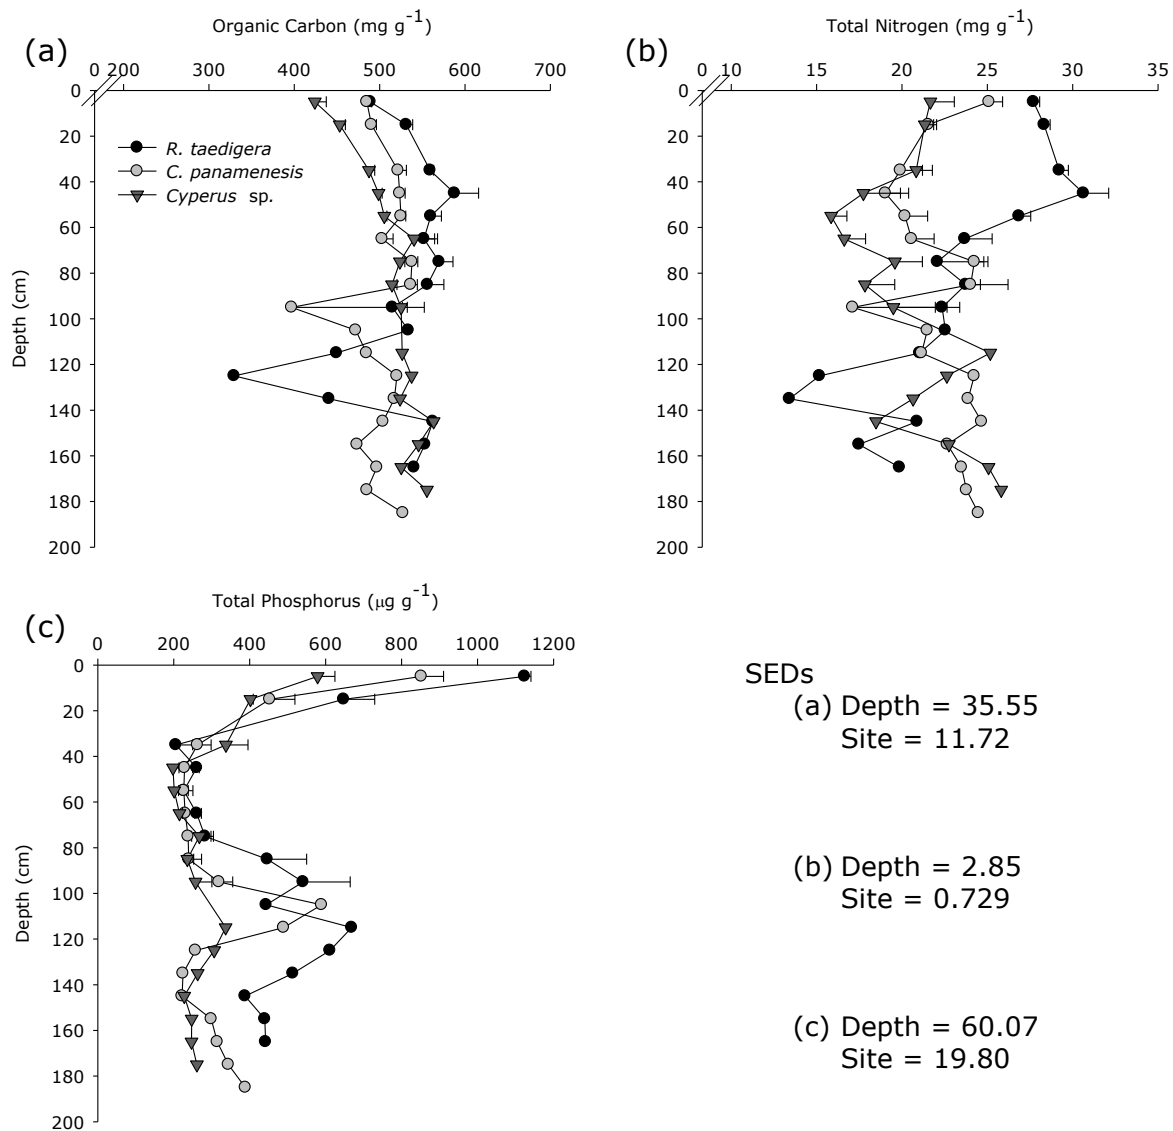 Organic Carbon (mg g-1)
(a)
0 200 300 400 500 600 700
0
20
40
60
80
100
120
140
160
180
200
Depth (cm)
R. taedigera
C. panamenesis
Cyperus sp.
Total Nitrogen (mg g-1)
(b)
0 10 15 20 25 30 35
0
20
40
60
80
100
120
140
160
180
200
Total Phosphorus (μg g-1)
(c)
0 200 400 600 800 1000 1200
0
20
40
60
80
100
120
140
160
180
200
Depth (cm)
SEDs
(a) Depth = 35.55
Site = 11.72
(b) Depth = 2.85
Site = 0.729
(c) Depth = 60.07
Site = 19.80